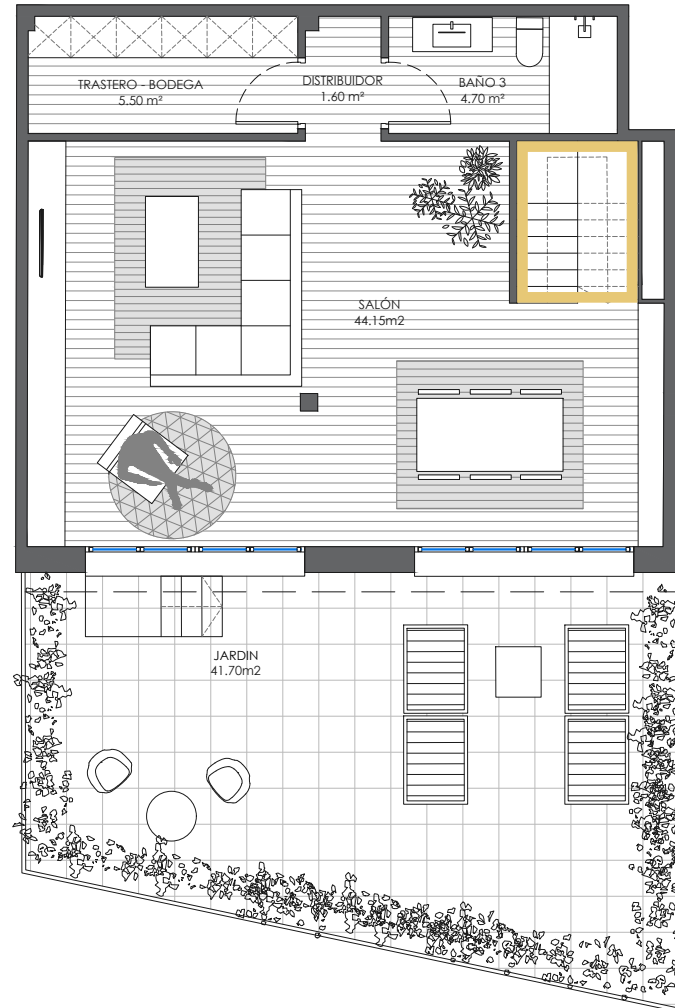 TRASTERO - BODEGA
5.50 m²
DISTRIBUIDOR
1.60 m²
BAÑO 3
4.70 m²
SALÓN
44.15m2
JARDIN
41.70m2